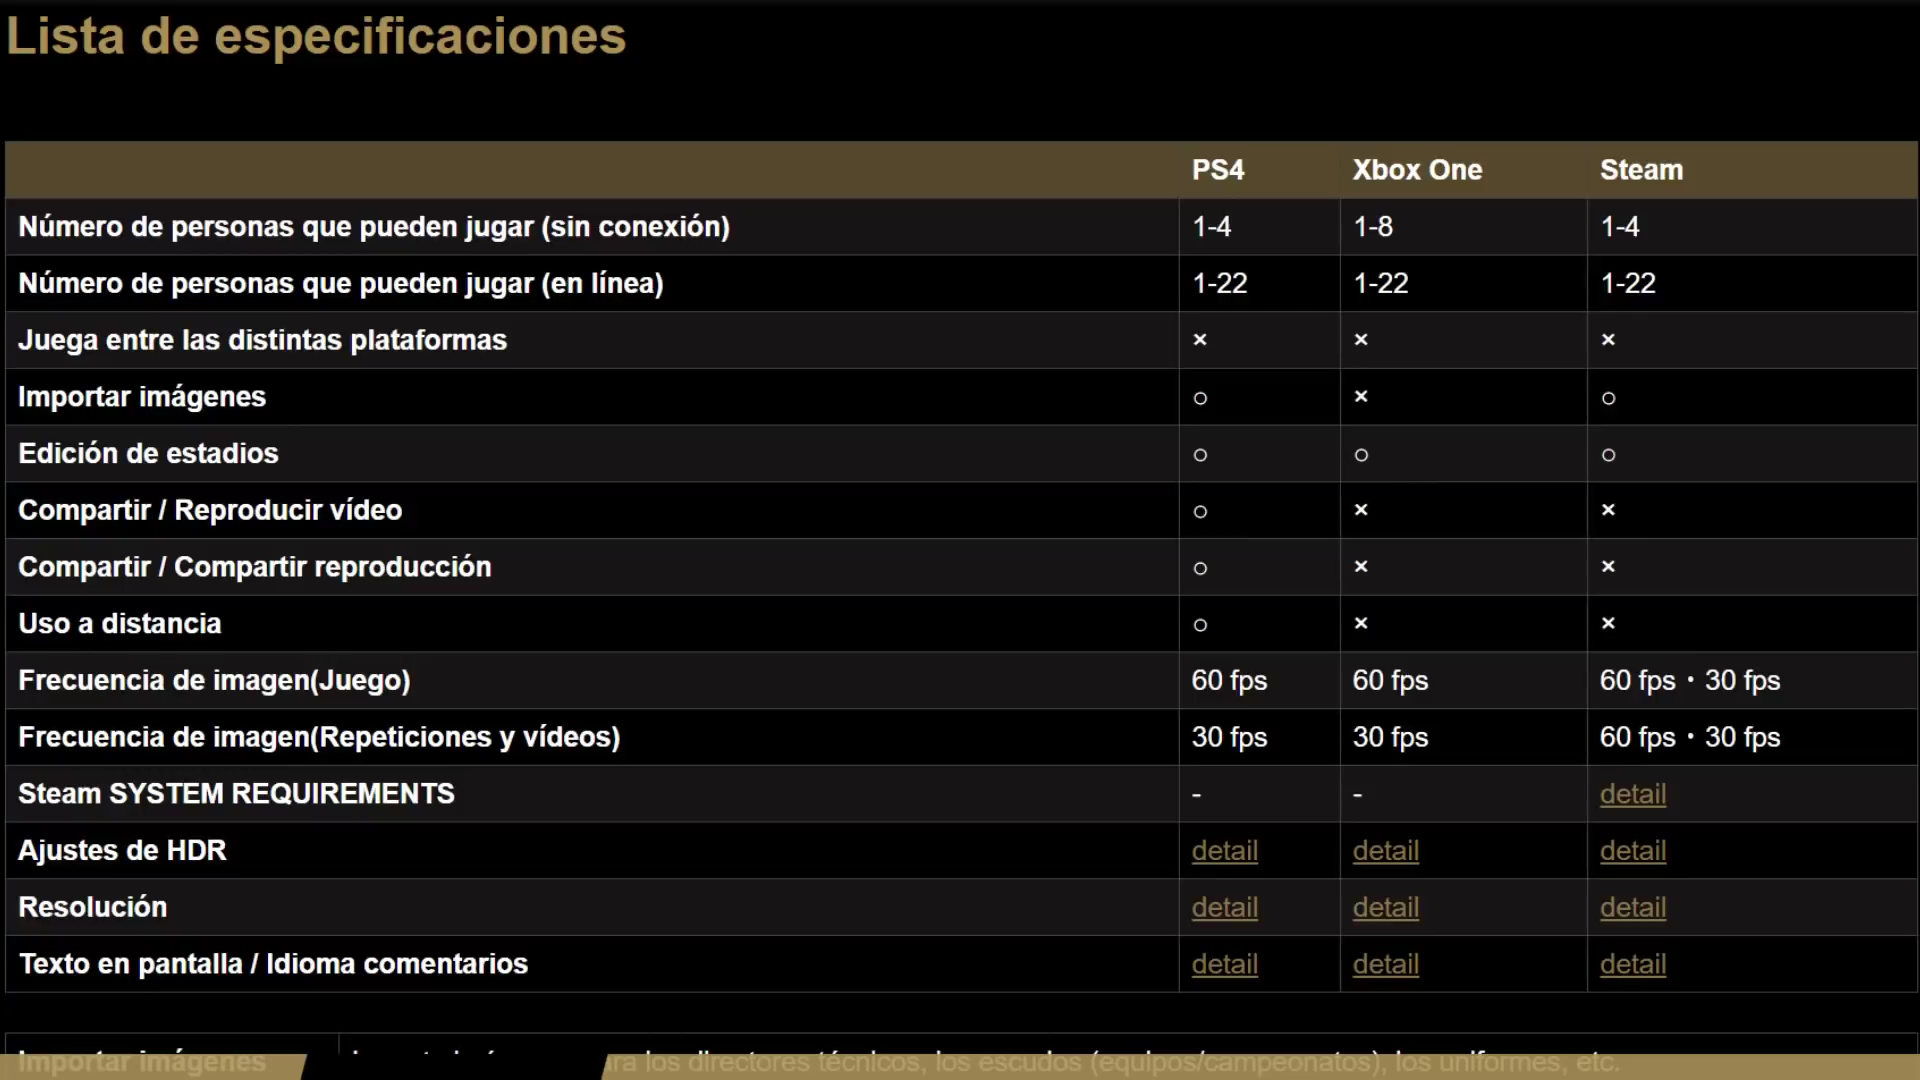 Lista de especificaciones
PS4 Xbox One Steam
Número de personas que pueden jugar (sin conexión) 1-4 1-8 1-4
Número de personas que pueden jugar (en línea) 1-22 1-22 1-22
Juega entre las distintas plataformas × × ×
Importar imágenes ○ × ○
Edición de estadios ○ ○ ○
Compartir / Reproducir vídeo ○ × ×
Compartir / Compartir reproducción ○ × ×
Uso a distancia ○ × ×
Frecuencia de imagen(Juego) 60 fps 60 fps 60 fps・30 fps
Frecuencia de imagen(Repeticiones y vídeos) 30 fps 30 fps 60 fps・30 fps
Steam SYSTEM REQUIREMENTS - - detail
Ajustes de HDR detail detail detail
Resolución detail detail detail
Texto en pantalla / Idioma comentarios detail detail detail
Importar imágenes los directores técnicos, los escudos (equipos/campeonatos), los uniformes, etc.